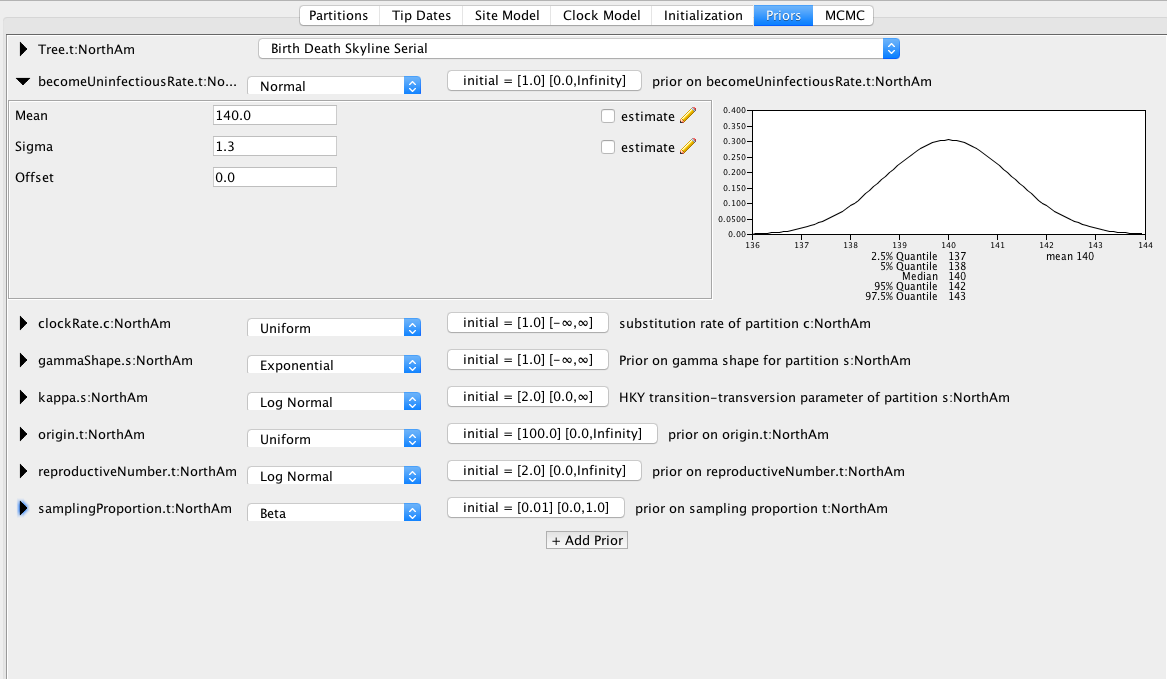 Partitions Tip Dates Site Model Clock Model Initialization Priors MCMC
Tree.t:NorthAm Birth Death Skyline Serial
becomeUninfectiousRate.t:No... Normal initial = [1.0] [0.0,Infinity] prior on becomeUninfectiousRate.t:NorthAm
Mean 140.0 estimate
Sigma 1.3 estimate
Offset 0.0
0.400
0.350
0.300
0.250
0.200
0.150
0.100
0.0500
0.00
136 137 138 139 140 141 142 143 144
2.5% Quantile 137 mean 140
5% Quantile 138
Median 140
95% Quantile 142
97.5% Quantile 143
clockRate.c:NorthAm Uniform initial = [1.0] [-∞,∞] substitution rate of partition c:NorthAm
gammaShape.s:NorthAm Exponential initial = [1.0] [-∞,∞] Prior on gamma shape for partition s:NorthAm
kappa.s:NorthAm Log Normal initial = [2.0] [0.0,∞] HKY transition-transversion parameter of partition s:NorthAm
origin.t:NorthAm Uniform initial = [100.0] [0.0,Infinity] prior on origin.t:NorthAm
reproductiveNumber.t:NorthAm Log Normal initial = [2.0] [0.0,Infinity] prior on reproductiveNumber.t:NorthAm
samplingProportion.t:NorthAm Beta initial = [0.01] [0.0,1.0] prior on sampling proportion t:NorthAm
+ Add Prior